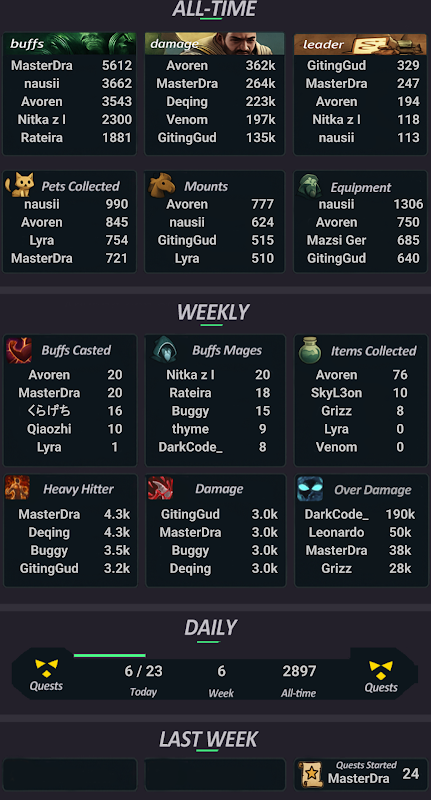 ALL-TIME
buffs damage leader
MasterDra 5612 Avoren 362k GitingGud 329
nausii 3662 MasterDra 264k MasterDra 247
Avoren 3543 Deqing 223k Avoren 194
Nitka z l 2300 Venom 197k Nitka z l 118
Rateira 1881 GitingGud 135k nausii 113
Pets Collected Mounts Equipment
nausii 990 Avoren 777 nausii 1306
Avoren 845 nausii 624 Avoren 750
Lyra 754 GitingGud 515 Mazsi Ger 685
MasterDra 721 Lyra 510 GitingGud 640
WEEKLY
Buffs Casted Buffs Mages Items Collected
Avoren 20 Nitka z l 20 Avoren 76
MasterDra 20 Rateira 18 SkyL3on 10
くらげち 16 Buggy 15 Grizz 8
Qiaozhi 10 thyme 9 Lyra 0
Lyra 1 DarkCode_ 8 Venom 0
Heavy Hitter Damage Over Damage
MasterDra 4.3k GitingGud 3.0k DarkCode_ 190k
Deqing 4.3k MasterDra 3.0k Leonardo 50k
Buggy 3.5k Buggy 3.0k MasterDra 38k
GitingGud 3.2k Deqing 3.0k Grizz 28k
DAILY
6 / 23 6 2897
Quests Today Week All-time Quests
LAST WEEK
Quests Started
MasterDra 24